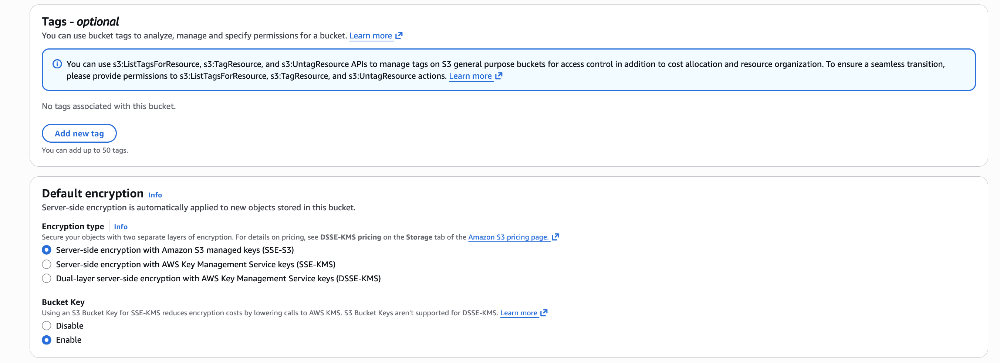 Tags - optional
You can use bucket tags to analyze, manage and specify permissions for a bucket. Learn more
You can use s3:ListTagsForResource, s3:TagResource, and s3:UntagResource APIs to manage tags on S3 general purpose buckets for access control in addition to cost allocation and resource organization. To ensure a seamless transition,
please provide permissions to s3:ListTagsForResource, s3:TagResource, and s3:UntagResource actions. Learn more
No tags associated with this bucket.
Add new tag
You can add up to 50 tags.
Default encryption Info
Server-side encryption is automatically applied to new objects stored in this bucket.
Encryption type Info
Secure your objects with two separate layers of encryption. For details on pricing, see DSSE-KMS pricing on the Storage tab of the Amazon S3 pricing page.
Server-side encryption with Amazon S3 managed keys (SSE-S3)
Server-side encryption with AWS Key Management Service keys (SSE-KMS)
Dual-layer server-side encryption with AWS Key Management Service keys (DSSE-KMS)
Bucket Key
Using an S3 Bucket Key for SSE-KMS reduces encryption costs by lowering calls to AWS KMS. S3 Bucket Keys aren't supported for DSSE-KMS. Learn more
Disable
Enable